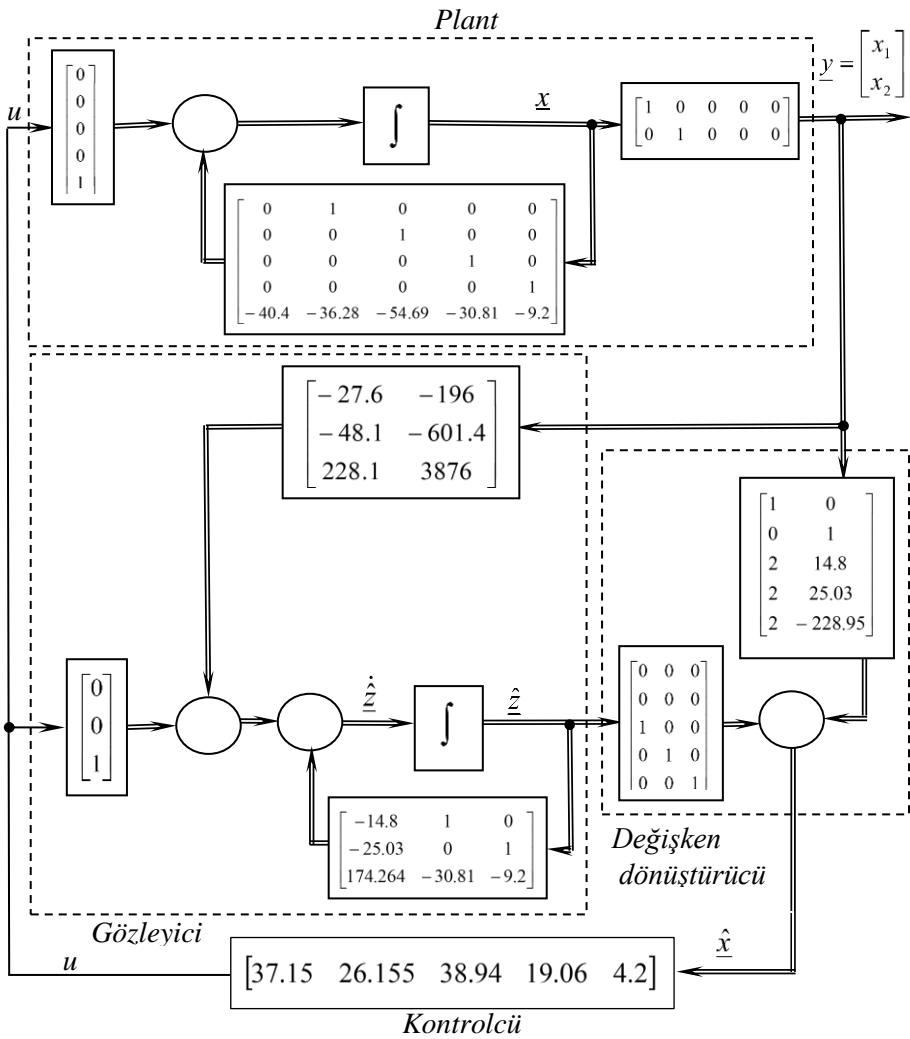 Plant
y = [x₁
x₂]
u
[0
0
0
0
1]
∫
x
[1 0 0 0 0
0 1 0 0 0]
[0 1 0 0 0
0 0 1 0 0
0 0 0 1 0
0 0 0 0 1
−40.4 −36.28 −54.69 −30.81 −9.2]
[−27.6 −196
−48.1 −601.4
228.1 3876]
[1 0
0 1
2 14.8
2 25.03
2 −228.95]
[0
0
1]
ẑ̇
∫
ẑ
[0 0 0
0 0 0
1 0 0
0 1 0
0 0 1]
[−14.8 1 0
−25.03 0 1
174.264 −30.81 −9.2]
Değişken
dönüştürücü
Gözleyici
u
[37.15 26.155 38.94 19.06 4.2]
x̂
Kontrolcü